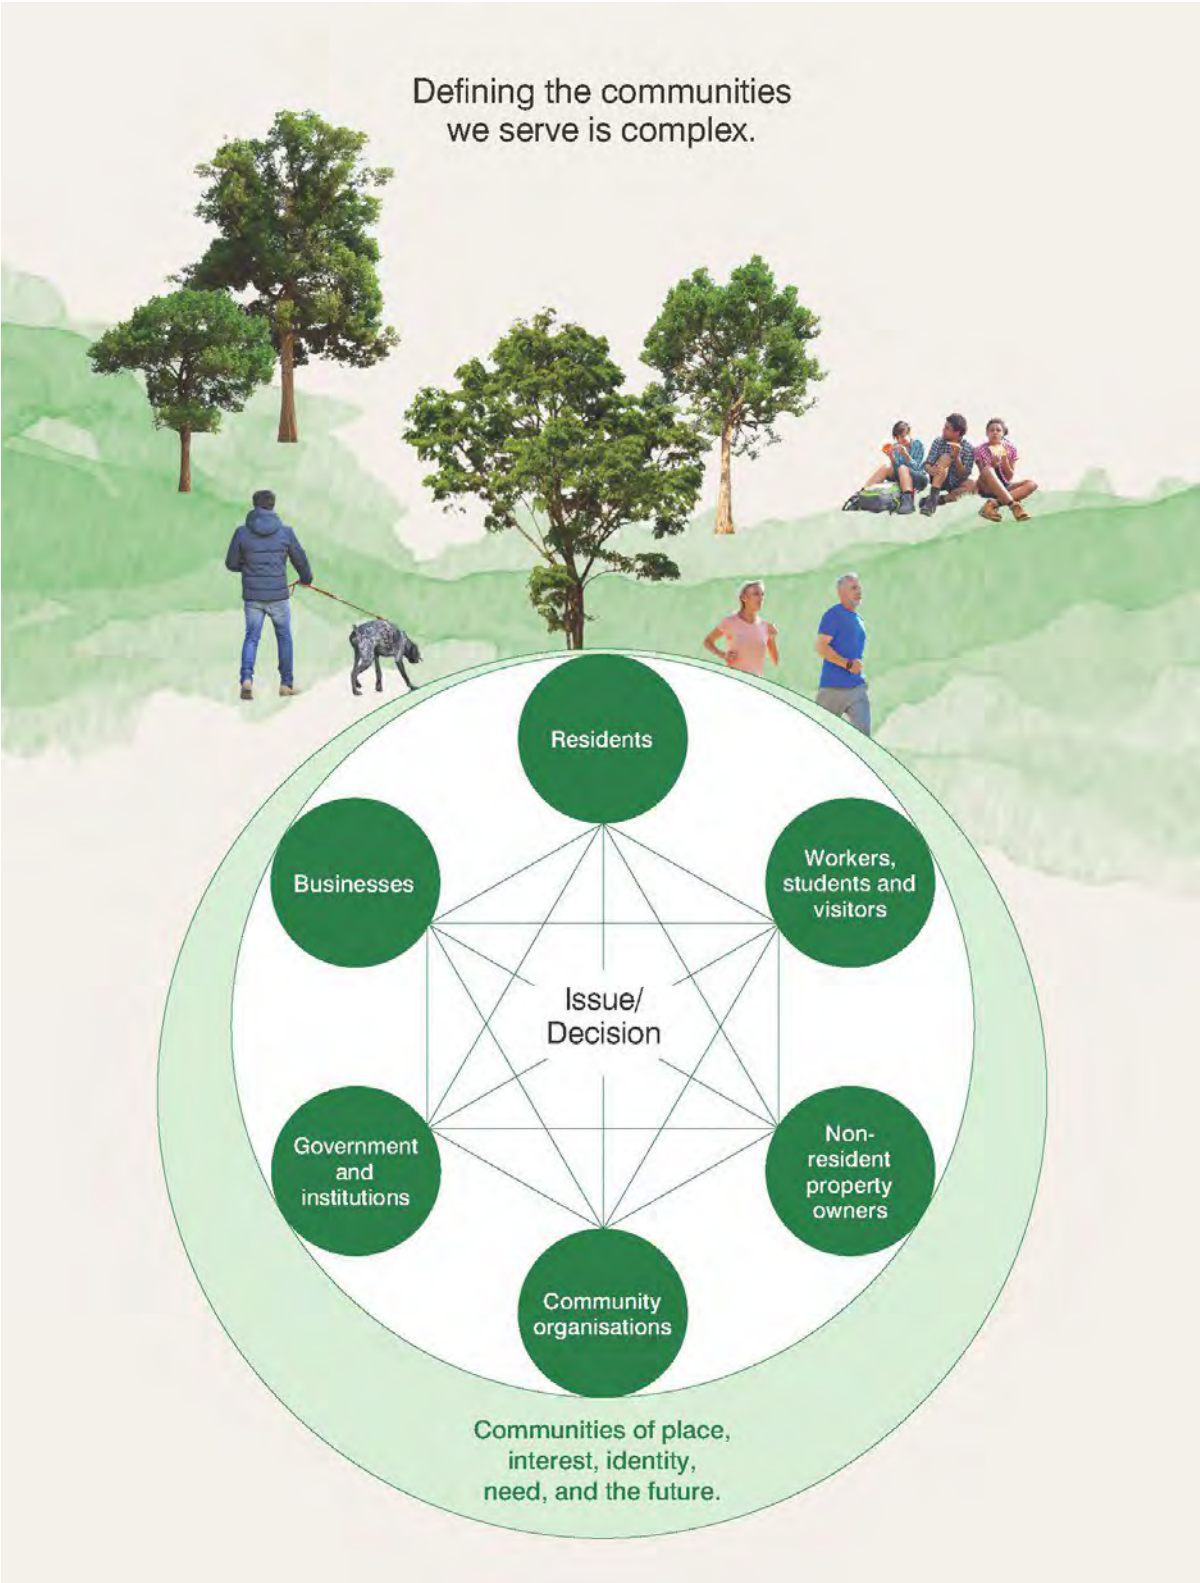 Defining the communities
we serve is complex.
Residents
Businesses
Workers,
students and
visitors
Issue/
Decision
Government
and
institutions
Non-
resident
property
owners
Community
organisations
Communities of place,
interest, identity,
need, and the future.